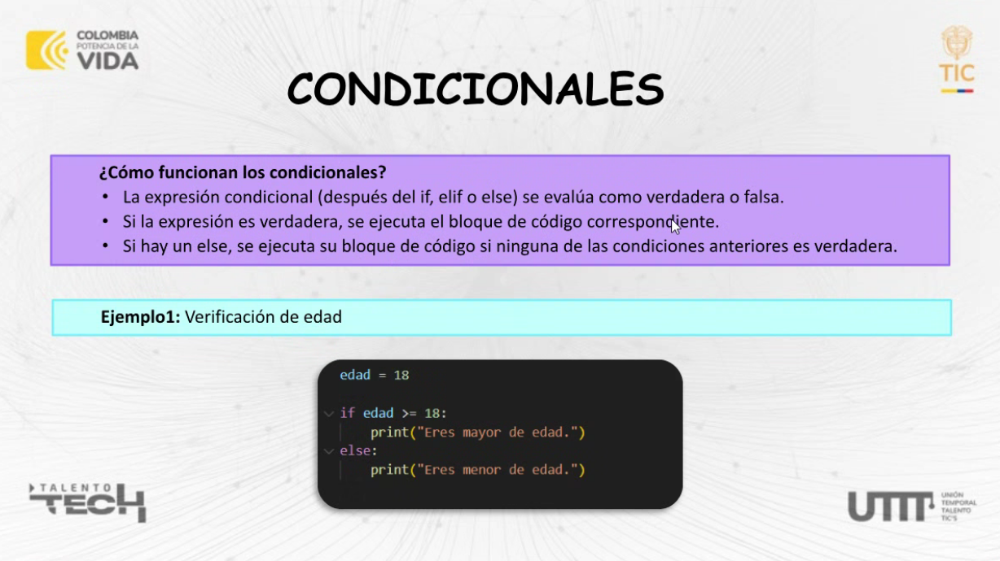 COLOMBIA
POTENCIA DE LA
VIDA
TIC
CONDICIONALES
¿Cómo funcionan los condicionales?
• La expresión condicional (después del if, elif o else) se evalúa como verdadera o falsa.
• Si la expresión es verdadera, se ejecuta el bloque de código correspondiente.
• Si hay un else, se ejecuta su bloque de código si ninguna de las condiciones anteriores es verdadera.
Ejemplo1: Verificación de edad
edad = 18
if edad >= 18:
    print("Eres mayor de edad.")
else:
    print("Eres menor de edad.")
TALENTO
TECH
UTTT
UNIÓN
TEMPORAL
TALENTO
TIC'S